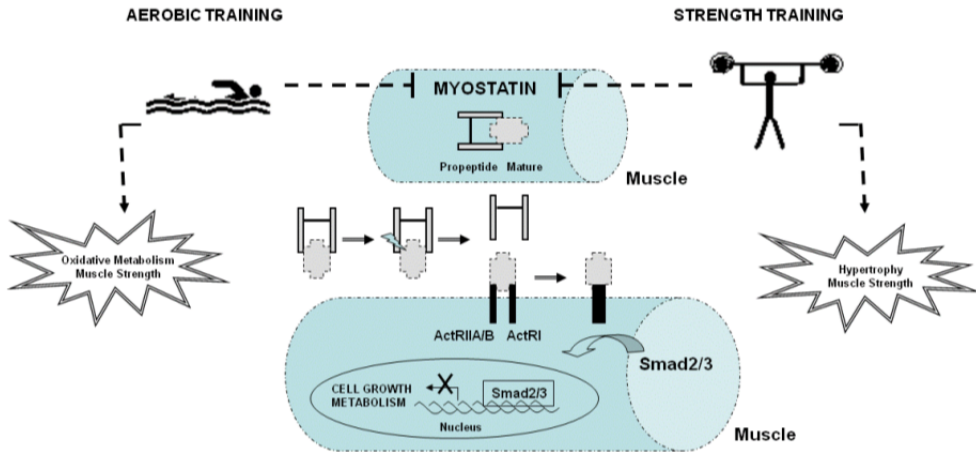 AEROBIC TRAINING
STRENGTH TRAINING
MYOSTATIN
Propeptide Mature
Muscle
Oxidative Metabolism
Muscle Strength
Hypertrophy
Muscle Strength
ActRIIA/B ActRI
Smad2/3
CELL GROWTH
METABOLISM
Smad2/3
Nucleus
Muscle